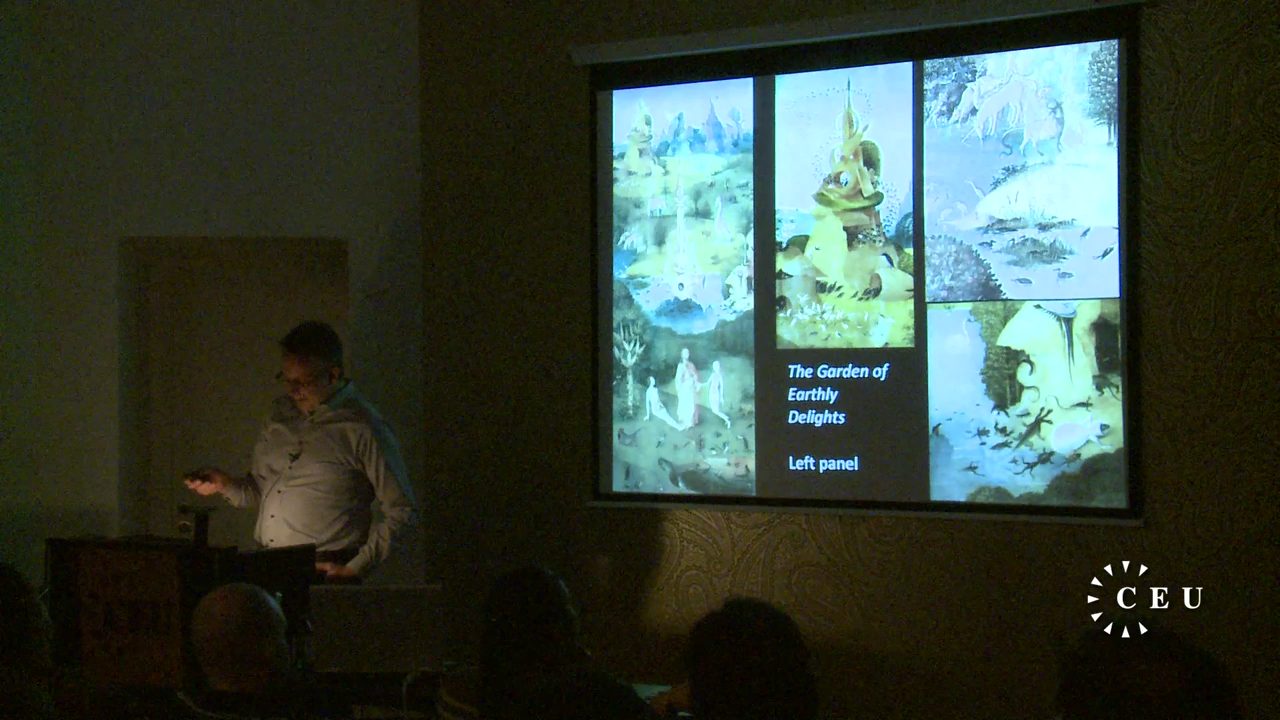 The Garden of
Earthly
Delights
Left panel
CEU